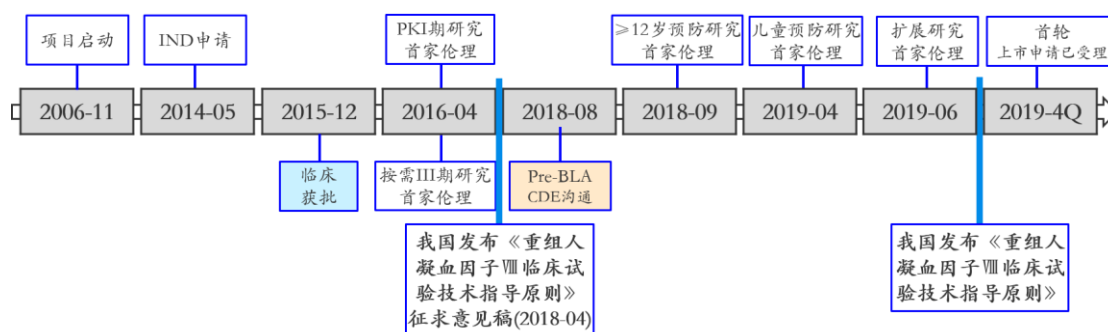 项目启动
IND申请
PKI期研究
首家伦理
≥12岁预防研究
首家伦理
儿童预防研究
首家伦理
扩展研究
首家伦理
首轮
上市申请已受理
2006-11
2014-05
2015-12
2016-04
2018-08
2018-09
2019-04
2019-06
2019-4Q
临床
获批
按需III期研究
首家伦理
Pre-BLA
CDE沟通
我国发布《重组人
凝血因子Ⅷ临床试
验技术指导原则》
征求意见稿(2018-04)
我国发布《重组人
凝血因子Ⅷ临床试
验技术指导原则》